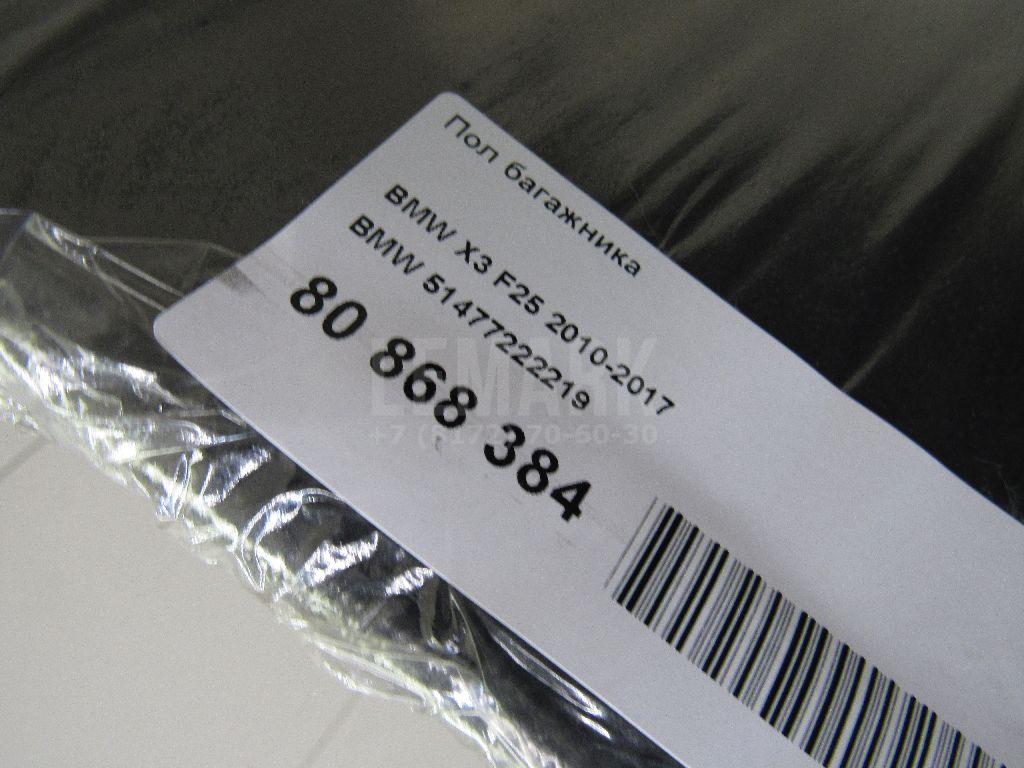 Пол багажника
BMW X3 F25 2010-2017
BMW 51477222219
80 868 384